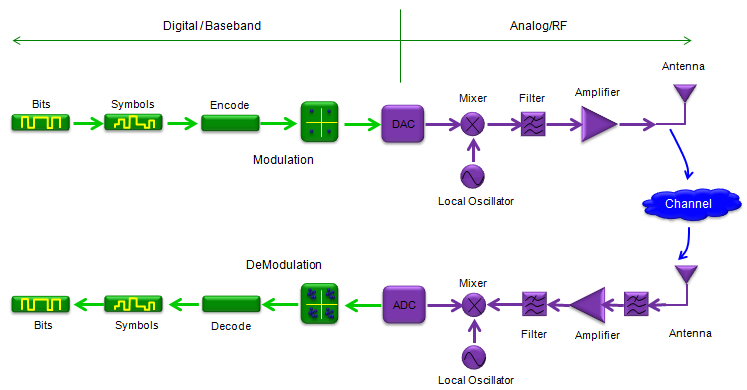 Digital/Baseband
Analog/RF
Antenna
Bits
Symbols
Encode
Mixer
Filter
Amplifier
DAC
Modulation
Local Oscillator
Channel
DeModulation
Mixer
ADC
Bits
Symbols
Decode
Filter
Amplifier
Antenna
Local Oscillator